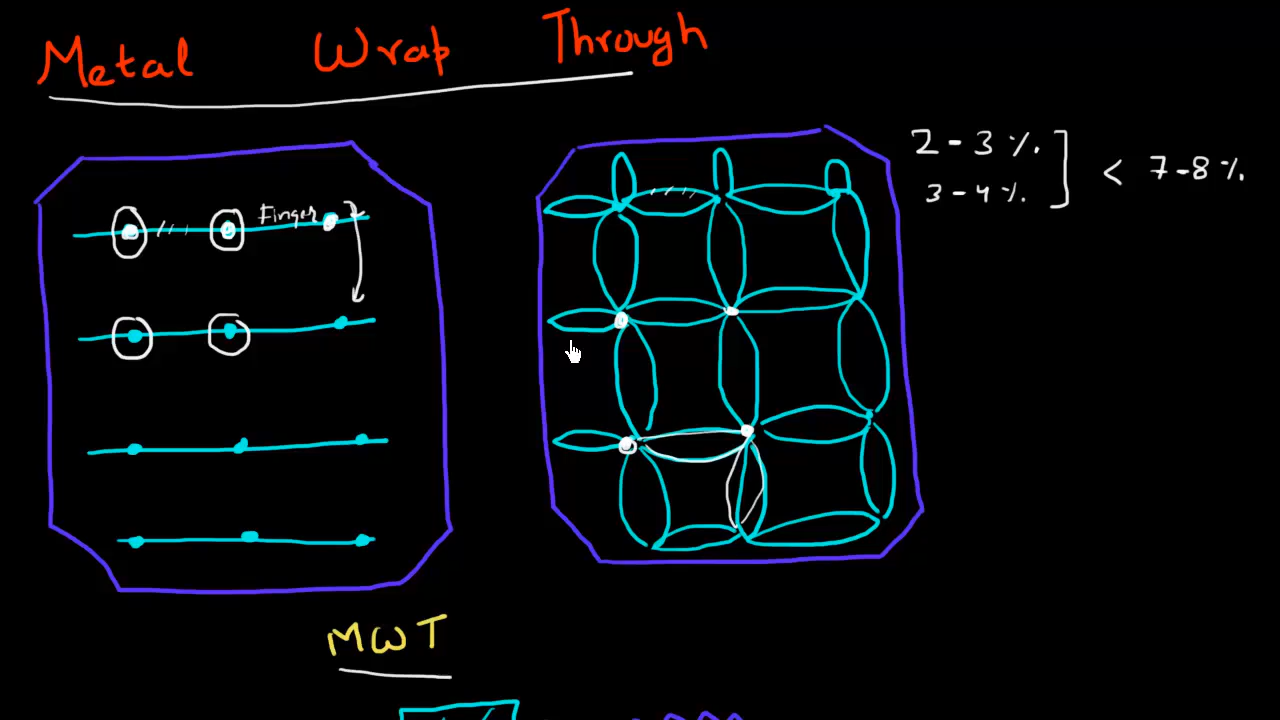 Metal Wrap Through
2 - 3 %.
3 - 4 %.
< 7 - 8 %.
Finger
MWT